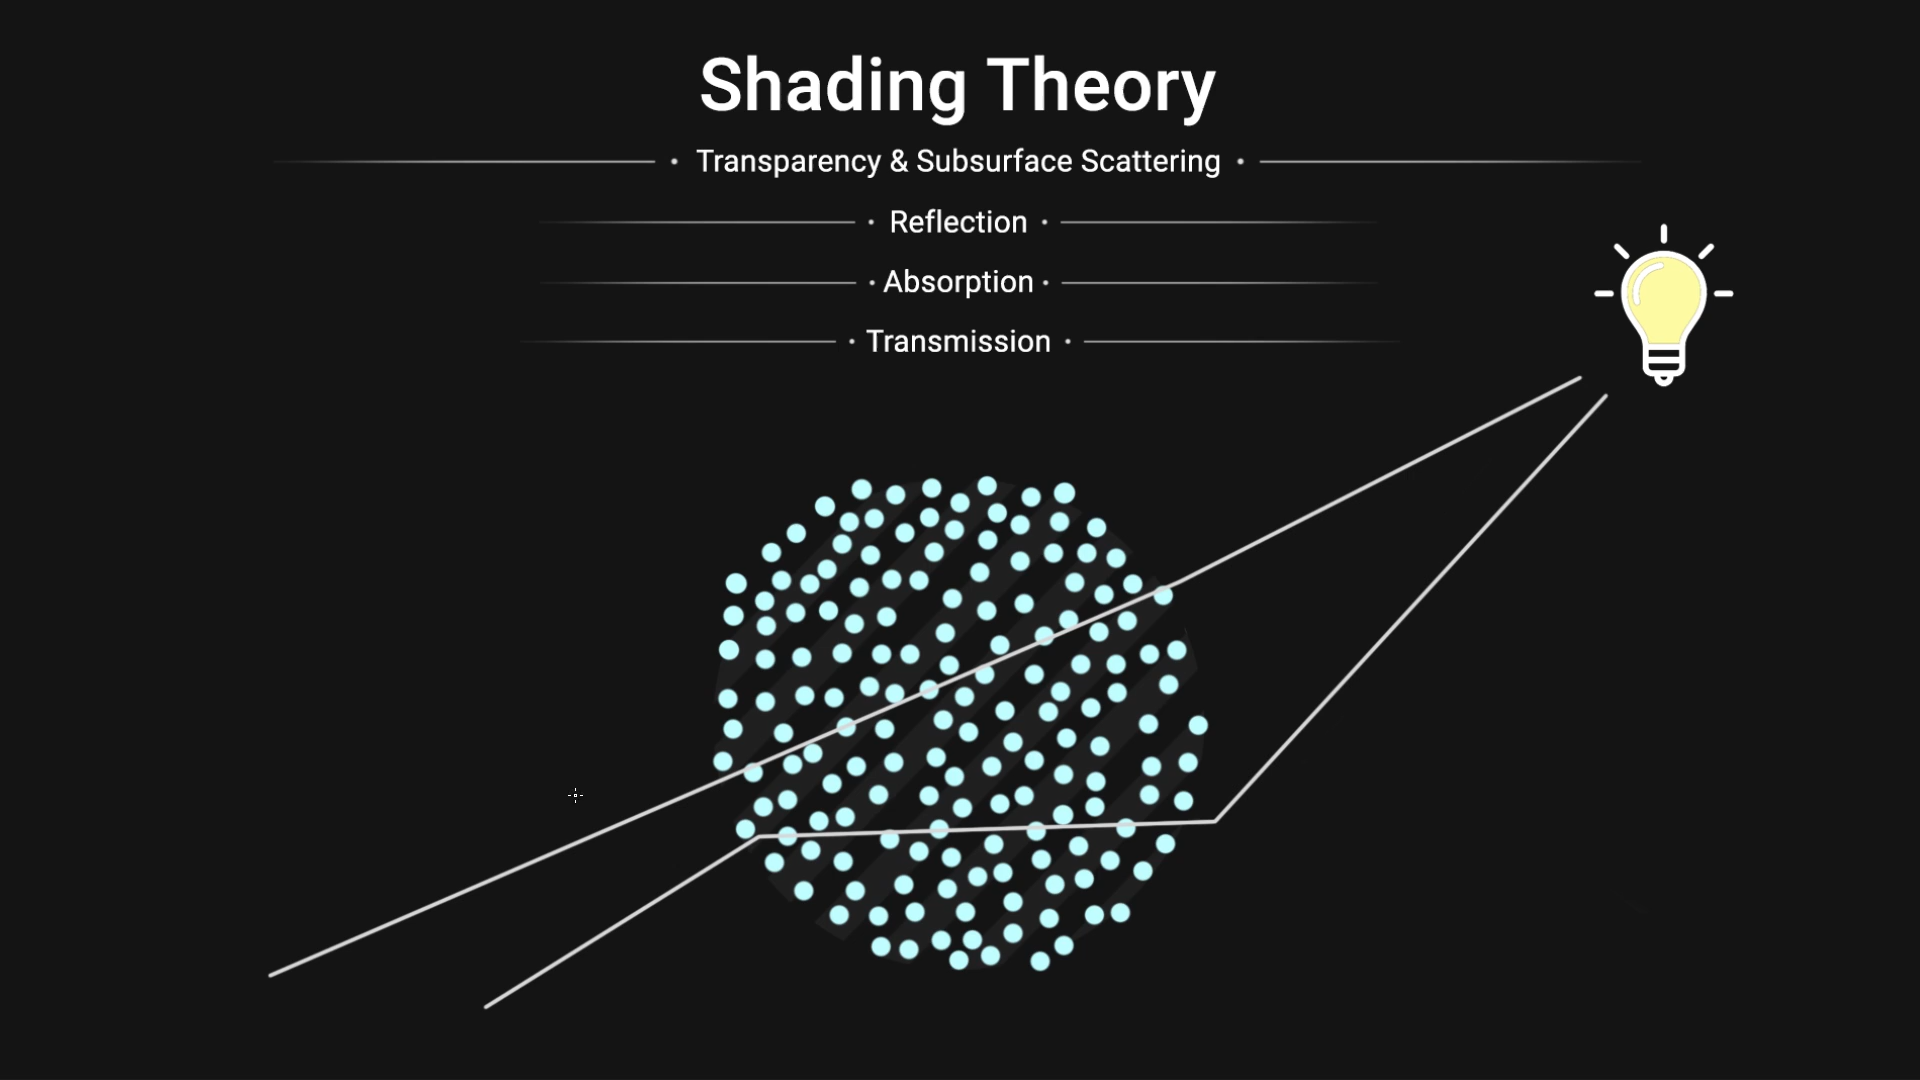 Shading Theory
Transparency & Subsurface Scattering
Reflection
Absorption
Transmission